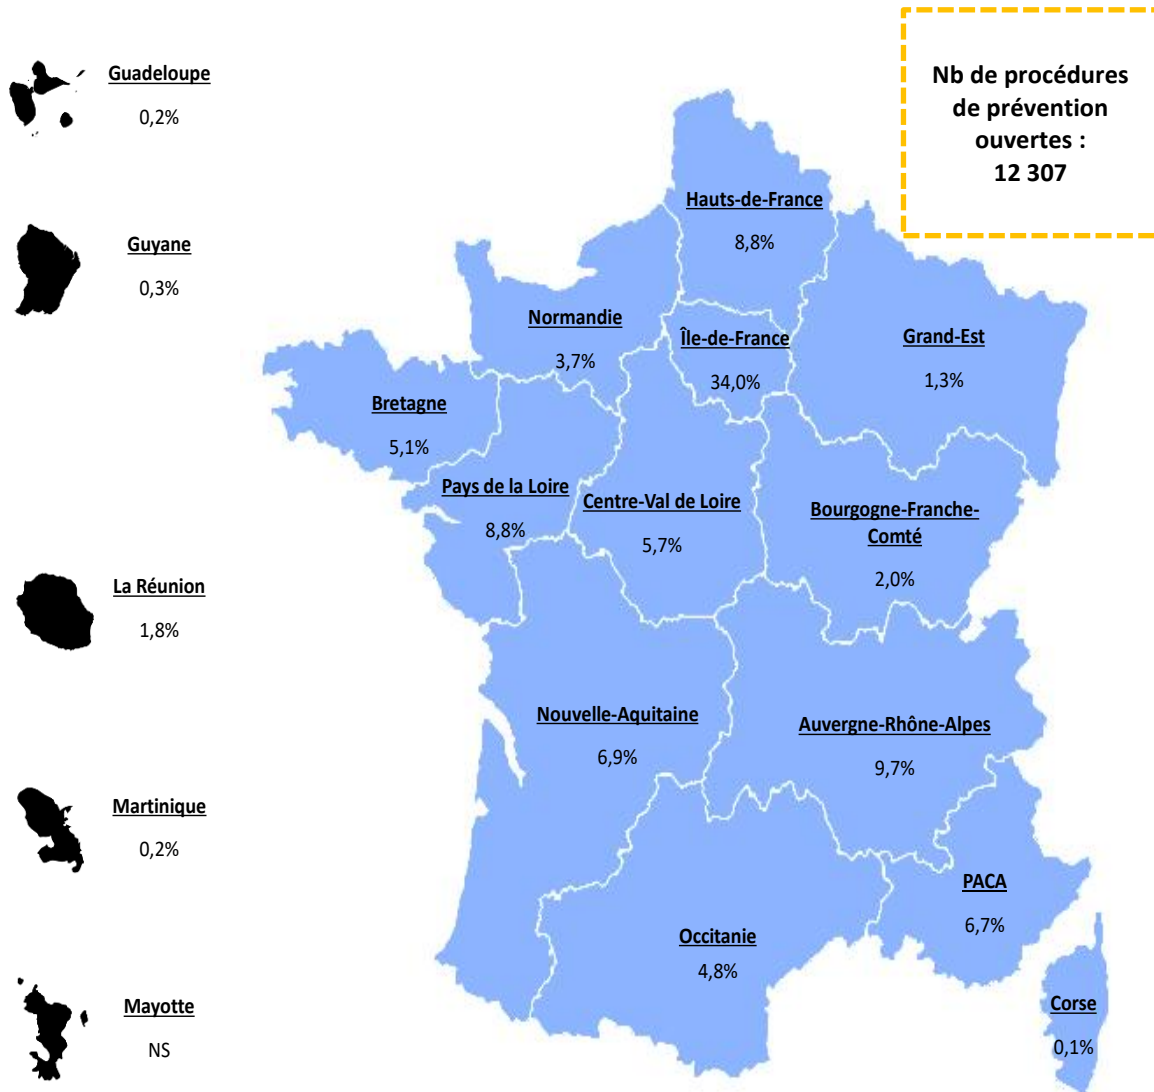 Nb de procédures
de prévention
ouvertes :
12 307
Guadeloupe
0,2%
Guyane
0,3%
La Réunion
1,8%
Martinique
0,2%
Mayotte
NS
Hauts-de-France
8,8%
Normandie
3,7%
Île-de-France
34,0%
Grand-Est
1,3%
Bretagne
5,1%
Pays de la Loire
8,8%
Centre-Val de Loire
5,7%
Bourgogne-Franche-
Comté
2,0%
Nouvelle-Aquitaine
6,9%
Auvergne-Rhône-Alpes
9,7%
Occitanie
4,8%
PACA
6,7%
Corse
0,1%